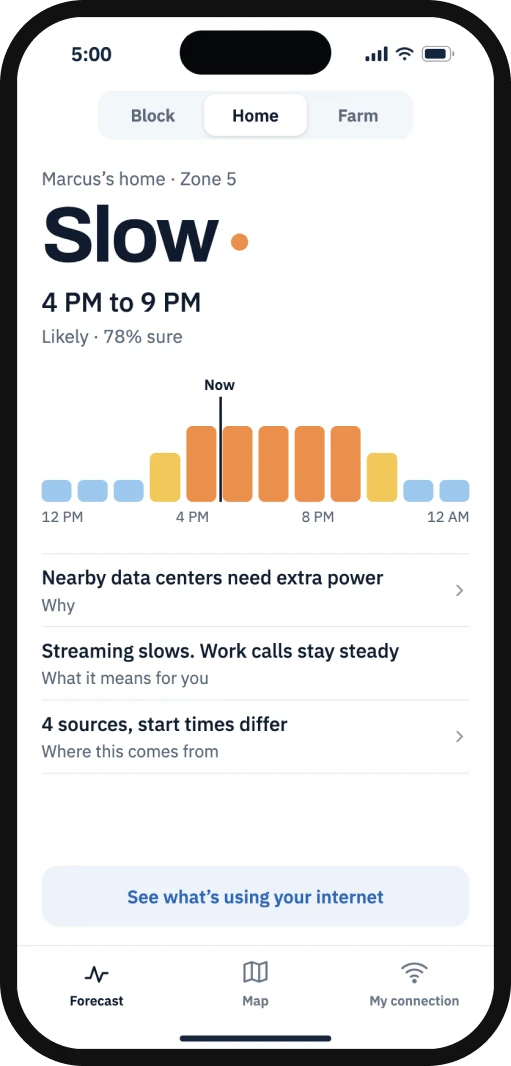 5:00
Block
Home
Farm
Marcus’s home · Zone 5
Slow
4 PM to 9 PM
Likely · 78% sure
Now
12 PM
4 PM
8 PM
12 AM
Nearby data centers need extra power
Why
Streaming slows. Work calls stay steady
What it means for you
4 sources, start times differ
Where this comes from
See what’s using your internet
Forecast
Map
My connection